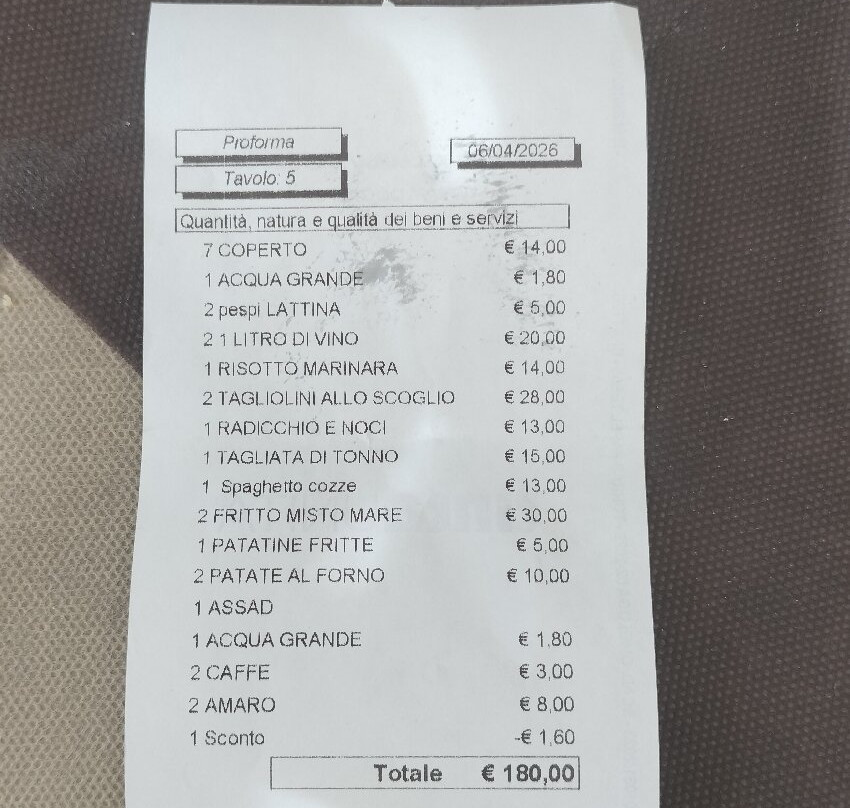 Proforma
06/04/2026
Tavolo: 5
Quantità, natura e qualità dei beni e servizi
7 COPERTO € 14,00
1 ACQUA GRANDE € 1,80
2 pespi LATTINA € 5,00
2 1 LITRO DI VINO € 20,00
1 RISOTTO MARINARA € 14,00
2 TAGLIOLINI ALLO SCOGLIO € 28,00
1 RADICCHIO E NOCI € 13,00
1 TAGLIATA DI TONNO € 15,00
1 Spaghetto cozze € 13,00
2 FRITTO MISTO MARE € 30,00
1 PATATINE FRITTE € 5,00
2 PATATE AL FORNO € 10,00
1 ASSAD
1 ACQUA GRANDE € 1,80
2 CAFFE € 3,00
2 AMARO € 8,00
1 Sconto -€ 1,60
Totale € 180,00